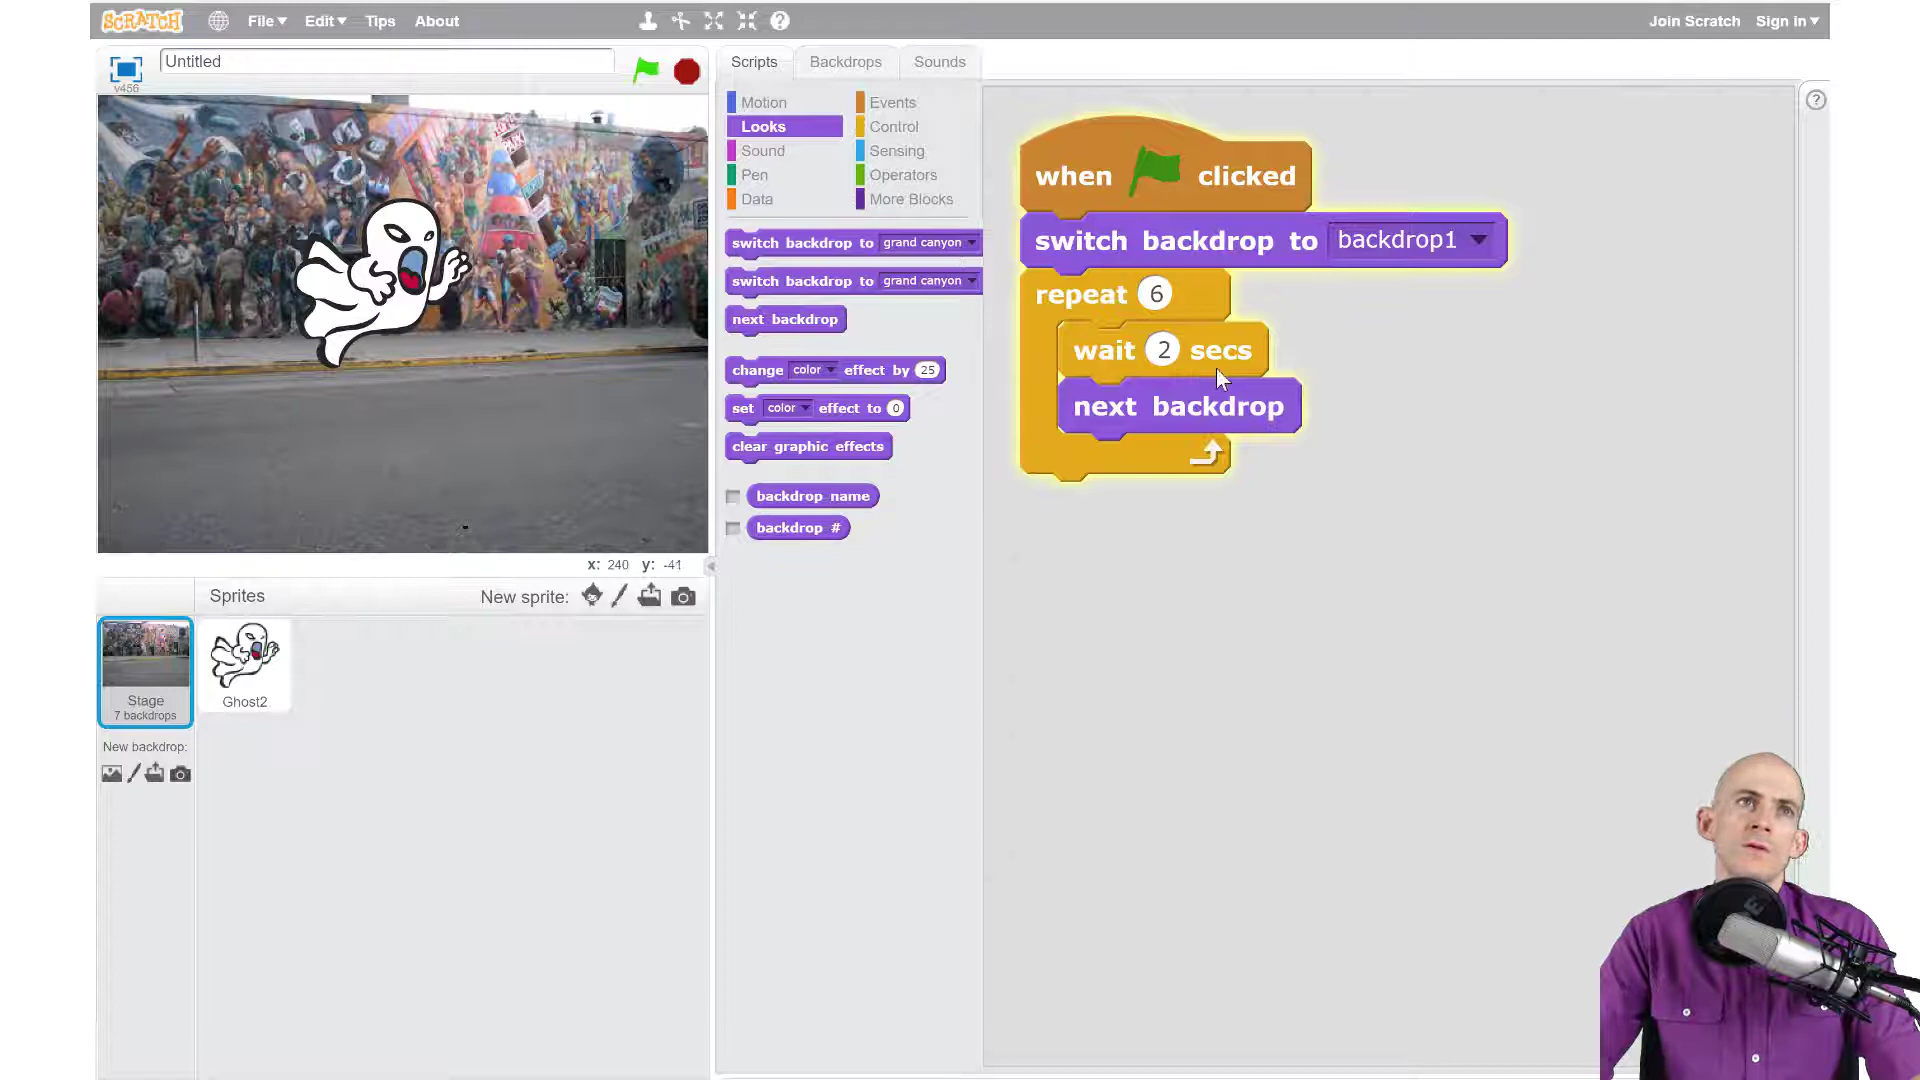 SCRATCH File Edit Tips About Join Scratch Sign in
v456
Untitled
Scripts Backdrops Sounds
Motion Events
Looks Control
Sound Sensing
Pen Operators
Data More Blocks
switch backdrop to grand canyon
switch backdrop to grand canyon
next backdrop
change color effect by 25
set color effect to 0
clear graphic effects
backdrop name
backdrop #
when clicked
switch backdrop to backdrop1
repeat 6
wait 2 secs
next backdrop
x: 240 y: -41
Sprites New sprite:
Stage
7 backdrops
Ghost2
New backdrop: